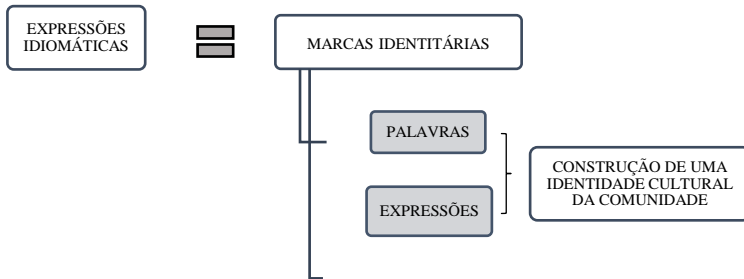 EXPRESSÕES
IDIOMÁTICAS
MARCAS IDENTITÁRIAS
PALAVRAS
EXPRESSÕES
CONSTRUÇÃO DE UMA
IDENTIDADE CULTURAL
DA COMUNIDADE